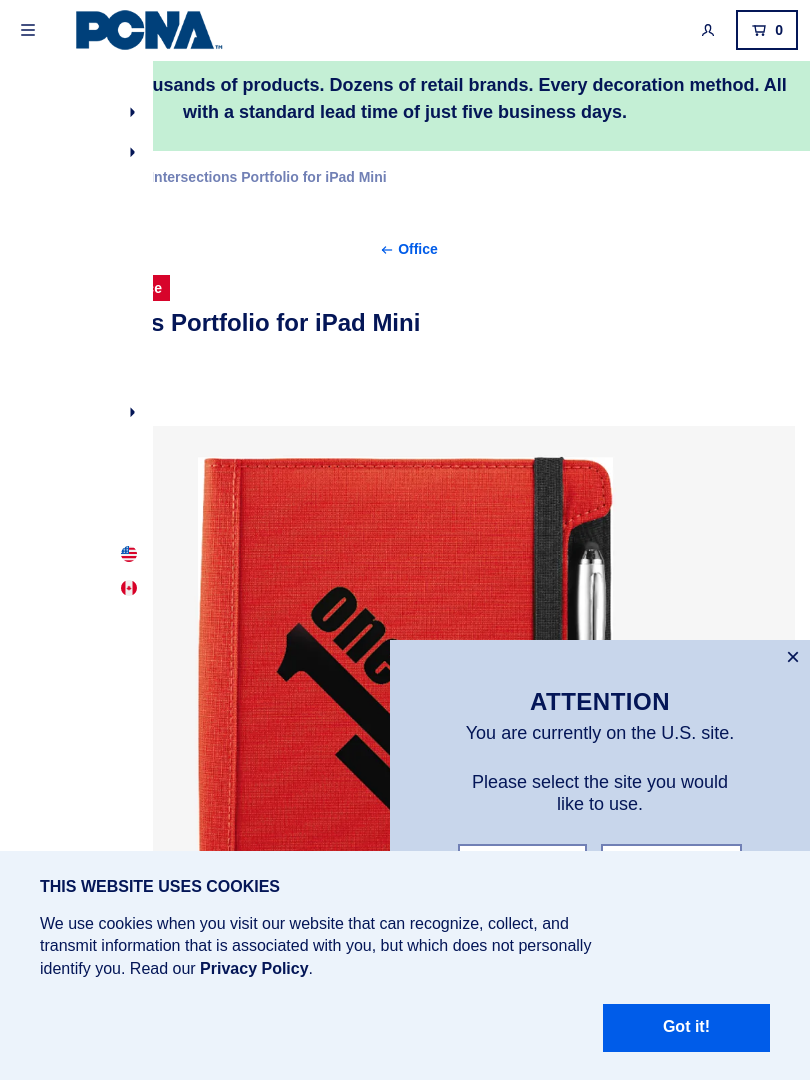 PCNA™
0
usands of products. Dozens of retail brands. Every decoration method. All
with a standard lead time of just five business days.
Intersections Portfolio for iPad Mini
Office
s Portfolio for iPad Mini
one
ATTENTION
You are currently on the U.S. site.
Please select the site you would
like to use.
THIS WEBSITE USES COOKIES
We use cookies when you visit our website that can recognize, collect, and
transmit information that is associated with you, but which does not personally
identify you. Read our Privacy Policy.
Got it!